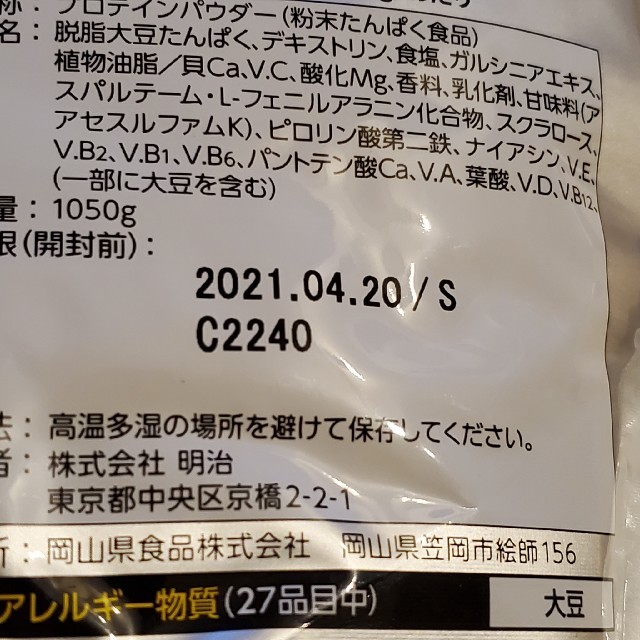 称：プロテインパウダー（粉末たんぱく食品）
名：脱脂大豆たんぱく、デキストリン、食塩、ガルシニアエキス、
植物油脂／貝Ca、V.C、酸化Mg、香料、乳化剤、甘味料（ア
スパルテーム・L-フェニルアラニン化合物、スクラロース、
アセスルファムK）、ピロリン酸第二鉄、ナイアシン、V.E、
V.B2、V.B1、V.B6、パントテン酸Ca、V.A、葉酸、V.D、V.B12、
（一部に大豆を含む）
量：1050g
限（開封前）：
2021.04.20/S
C2240
法：高温多湿の場所を避けて保存してください。
者：株式会社 明治
東京都中央区京橋2-2-1
所：岡山県食品株式会社　岡山県笠岡市絵師156
アレルギー物質（27品目中）　大豆